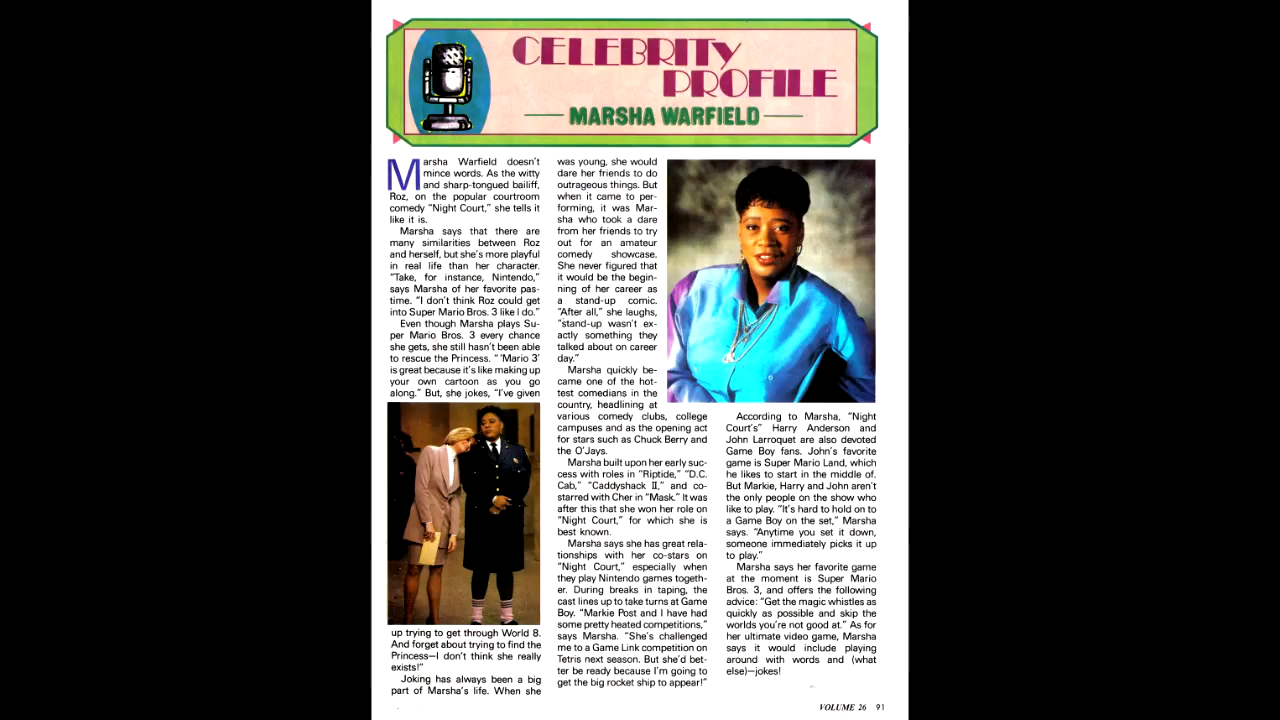 CELEBRITY
PROFILE
MARSHA WARFIELD
Marsha Warfield doesn't
mince words. As the witty
and sharp-tongued bailiff,
Roz, on the popular courtroom
comedy "Night Court," she tells it
like it is.
Marsha says that there are
many similarities between Roz
and herself, but she's more playful
in real life than her character.
"Take, for instance, Nintendo,"
says Marsha of her favorite pas-
time. "I don't think Roz could get
into Super Mario Bros. 3 like I do."
Even though Marsha plays Su-
per Mario Bros. 3 every chance
she gets, she still hasn't been able
to rescue the Princess. " 'Mario 3'
is great because it's like making up
your own cartoon as you go
along." But, she jokes, "I've given
up trying to get through World 8.
And forget about trying to find the
Princess—I don't think she really
exists!"
Joking has always been a big
part of Marsha's life. When she
was young, she would
dare her friends to do
outrageous things. But
when it came to per-
forming, it was Mar-
sha who took a dare
from her friends to try
out for an amateur
comedy showcase.
She never figured that
it would be the begin-
ning of her career as
a stand-up comic.
"After all," she laughs,
"stand-up wasn't ex-
actly something they
talked about on career
day."
Marsha quickly be-
came one of the hot-
test comedians in the
country, headlining at
various comedy clubs, college
campuses and as the opening act
for stars such as Chuck Berry and
the O'Jays.
Marsha built upon her early suc-
cess with roles in "Riptide," "D.C.
Cab," "Caddyshack II," and co-
starred with Cher in "Mask." It was
after this that she won her role on
"Night Court," for which she is
best known.
Marsha says she has great rela-
tionships with her co-stars on
"Night Court," especially when
they play Nintendo games togeth-
er. During breaks in taping, the
cast lines up to take turns at Game
Boy. "Markie Post and I have had
some pretty heated competitions,"
says Marsha. "She's challenged
me to a Game Link competition on
Tetris next season. But she'd bet-
ter be ready because I'm going to
get the big rocket ship to appear!"
According to Marsha, "Night
Court's" Harry Anderson and
John Larroquet are also devoted
Game Boy fans. John's favorite
game is Super Mario Land, which
he likes to start in the middle of.
But Markie, Harry and John aren't
the only people on the show who
like to play. "It's hard to hold on to
a Game Boy on the set," Marsha
says. "Anytime you set it down,
someone immediately picks it up
to play."
Marsha says her favorite game
at the moment is Super Mario
Bros. 3, and offers the following
advice: "Get the magic whistles as
quickly as possible and skip the
worlds you're not good at." As for
her ultimate video game, Marsha
says it would include playing
around with words and (what
else)—jokes!
VOLUME 26 91